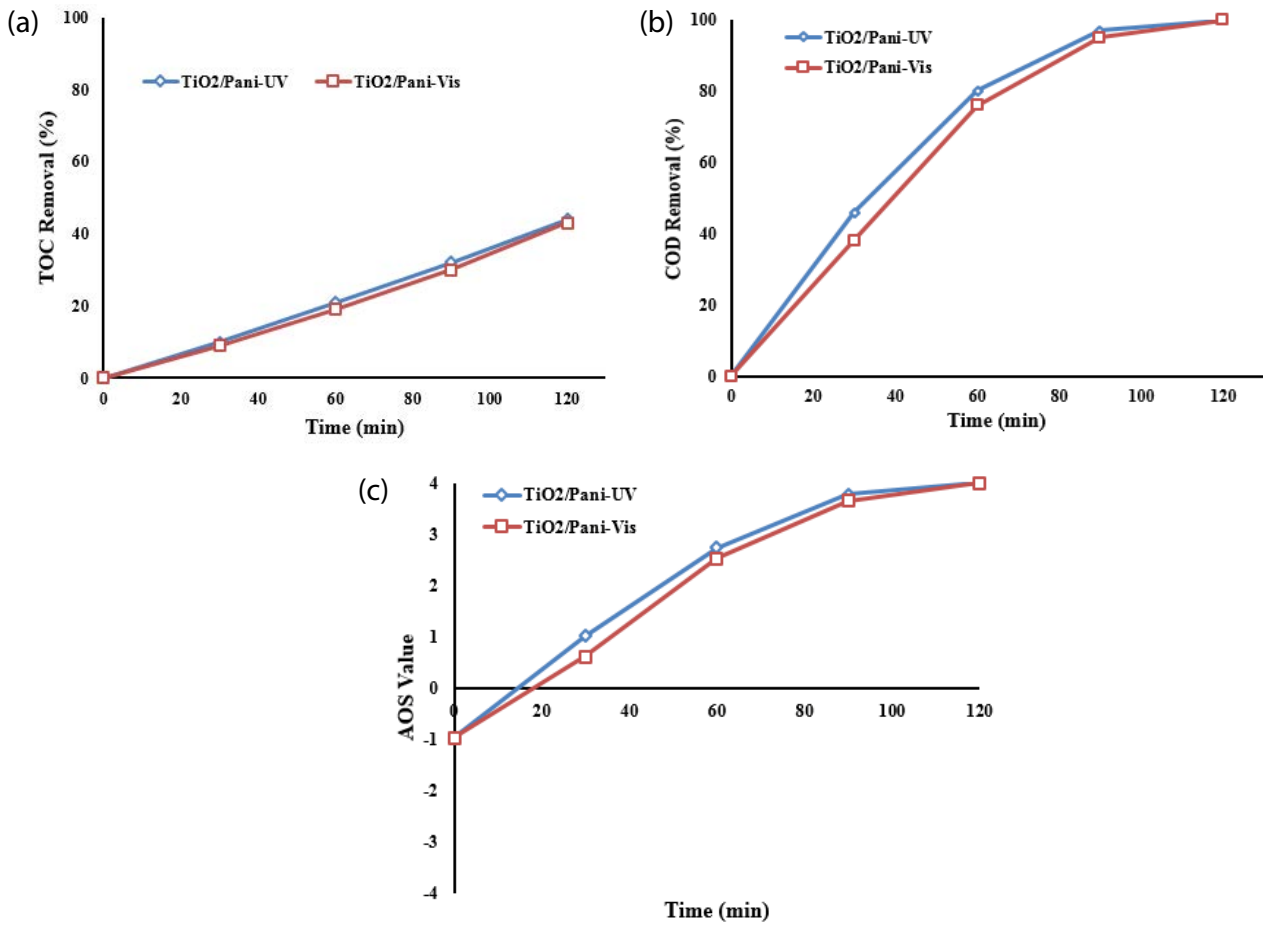 (a)
TOC Removal (%)
100
80
60
40
20
0
TiO2/Pani-UV TiO2/Pani-Vis
0 20 40 60 80 100 120
Time (min)
(b)
COD Removal (%)
100
80
60
40
20
0
TiO2/Pani-UV
TiO2/Pani-Vis
0 20 40 60 80 100 120
Time (min)
(c)
AOS Value
4
3
2
1
0
-1
-2
-3
-4
TiO2/Pani-UV
TiO2/Pani-Vis
0 20 40 60 80 100 120
Time (min)